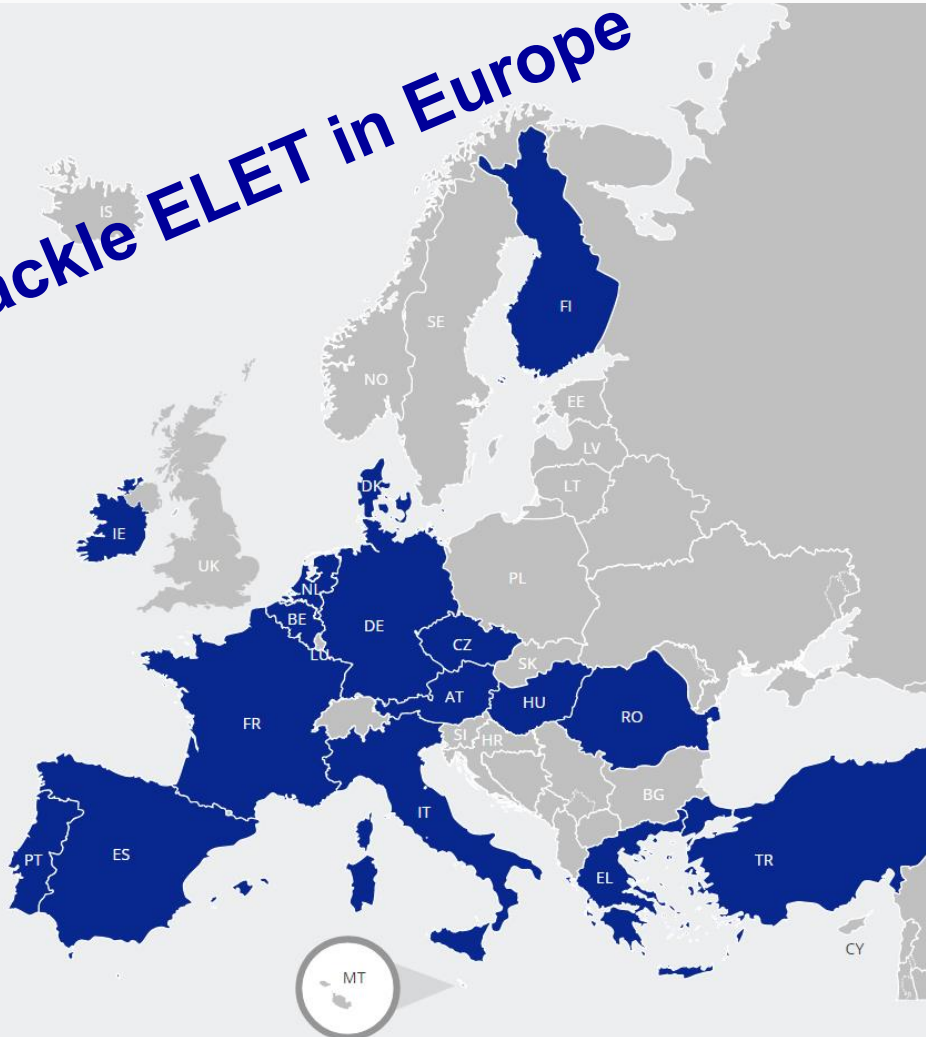 ackle ELET in Europe
IS
FI
SE
NO
EE
LV
LT
DK
IE
UK
PL
NL
BE
DE
LU
CZ
SK
AT
HU
FR
RO
SI
HR
BG
IT
PT
ES
TR
EL
CY
MT